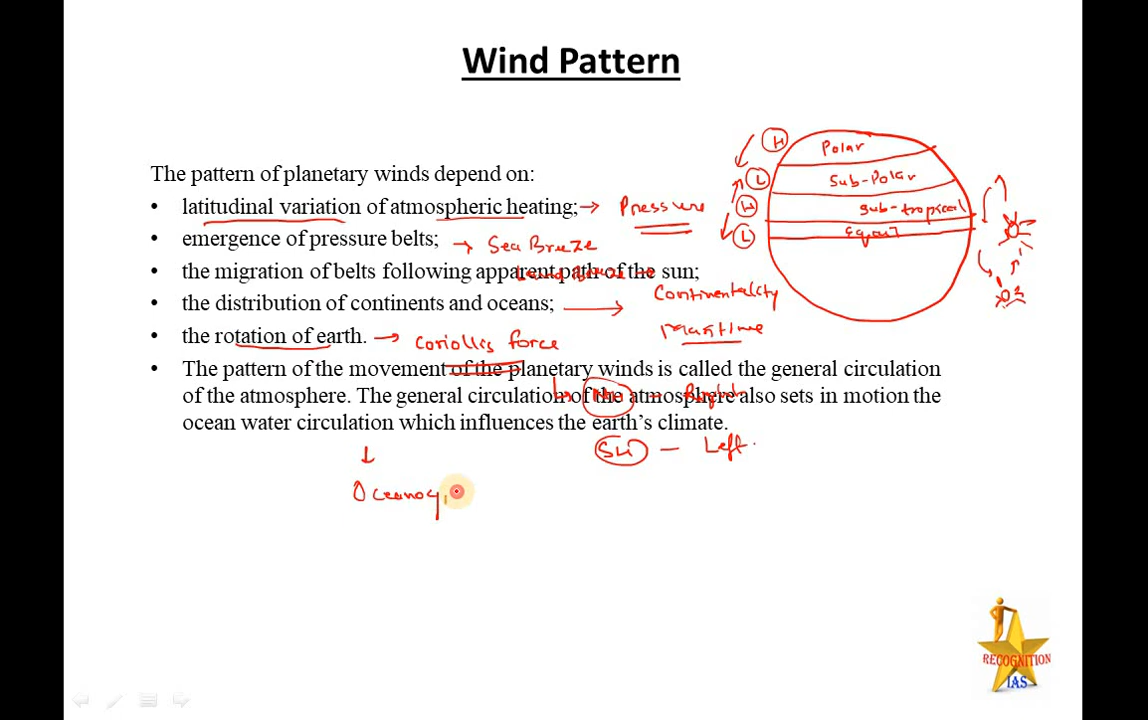 Wind Pattern
The pattern of planetary winds depend on:
• latitudinal variation of atmospheric heating; → Pressure
• emergence of pressure belts; → Sea Breeze
• the migration of belts following apparent path of the sun;
• the distribution of continents and oceans; → Continentality
maritime
• the rotation of earth. → coriollis force
• The pattern of the movement of the planetary winds is called the general circulation
of the atmosphere. The general circulation of the atmosphere also sets in motion the
ocean water circulation which influences the earth's climate.
NH - Right
SH - Left.
H Polar
L Sub-Polar
H Sub-tropical
L
RECOGNITION
IAS